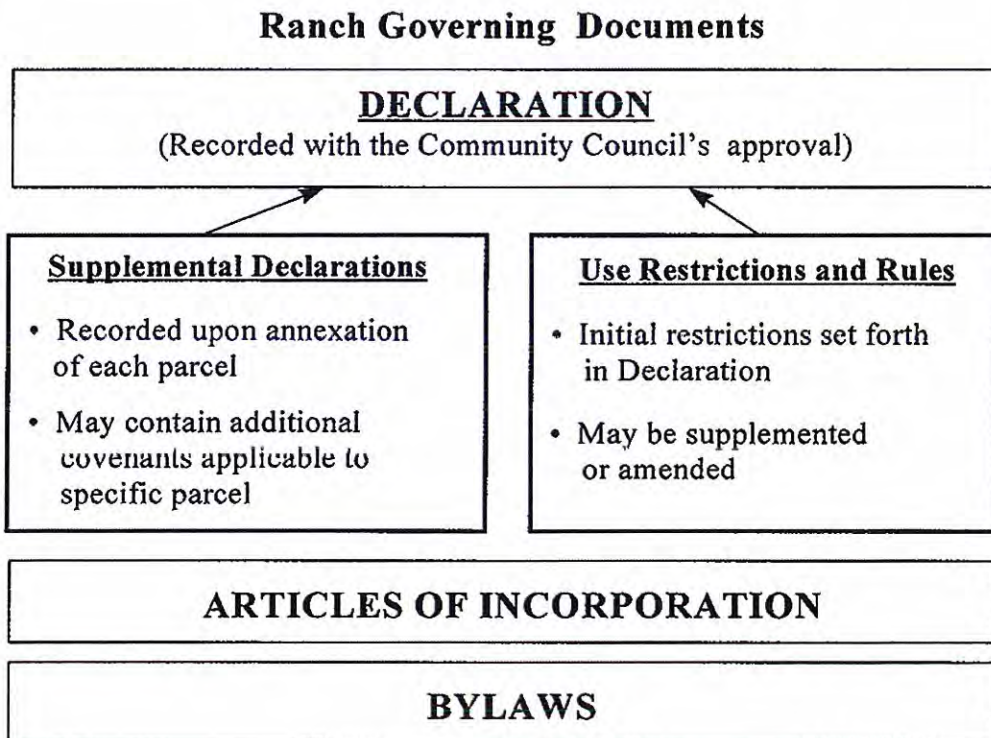 Ranch Governing Documents
DECLARATION
(Recorded with the Community Council's approval)
Supplemental Declarations
• Recorded upon annexation
of each parcel
• May contain additional
covenants applicable to
specific parcel
Use Restrictions and Rules
• Initial restrictions set forth
in Declaration
• May be supplemented
or amended
ARTICLES OF INCORPORATION
BYLAWS